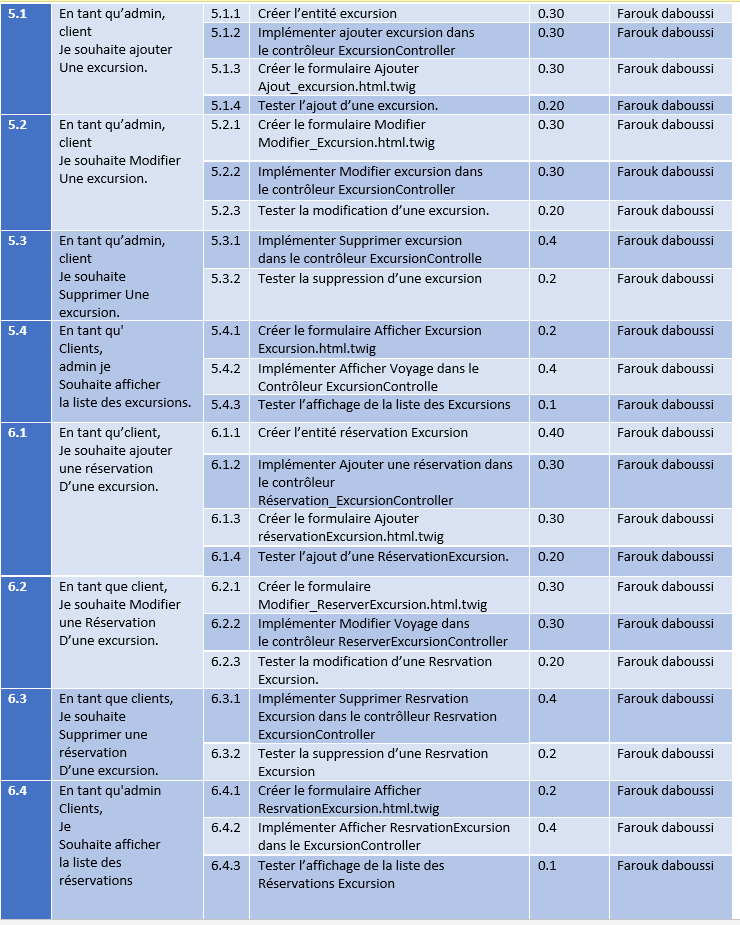 5.1
En tant qu’admin,
client
Je souhaite ajouter
Une excursion.
5.1.1 Créer l’entité excursion 0.30 Farouk daboussi
5.1.2 Implémenter ajouter excursion dans
le contrôleur ExcursionController 0.30 Farouk daboussi
5.1.3 Créer le formulaire Ajouter
Ajout_excursion.html.twig 0.30 Farouk daboussi
5.1.4 Tester l’ajout d’une excursion. 0.20 Farouk daboussi
5.2
En tant qu’admin,
client
Je souhaite Modifier
Une excursion.
5.2.1 Créer le formulaire Modifier
Modifier_Excursion.html.twig 0.30 Farouk daboussi
5.2.2 Implémenter Modifier excursion dans
le contrôleur ExcursionController 0.30 Farouk daboussi
5.2.3 Tester la modification d’une excursion. 0.20 Farouk daboussi
5.3
En tant qu’admin,
client
Je souhaite
Supprimer Une
excursion.
5.3.1 Implémenter Supprimer excursion
dans le contrôleur ExcursionControlle 0.4 Farouk daboussi
5.3.2 Tester la suppression d’une excursion 0.2 Farouk daboussi
5.4
En tant qu'
Clients,
admin je
Souhaite afficher
la liste des excursions.
5.4.1 Créer le formulaire Afficher Excursion
Excursion.html.twig 0.2 Farouk daboussi
5.4.2 Implémenter Afficher Voyage dans le
Contrôleur ExcursionControlle 0.4 Farouk daboussi
5.4.3 Tester l’affichage de la liste des Excursions 0.1 Farouk daboussi
6.1
En tant qu’client,
Je souhaite ajouter
une réservation
D’une excursion.
6.1.1 Créer l’entité réservation Excursion 0.40 Farouk daboussi
6.1.2 Implémenter Ajouter une réservation dans
le contrôleur
Réservation_ExcursionController 0.30 Farouk daboussi
6.1.3 Créer le formulaire Ajouter
réservationExcursion.html.twig 0.30 Farouk daboussi
6.1.4 Tester l’ajout d’une RéservationExcursion. 0.20 Farouk daboussi
6.2
En tant que client,
Je souhaite Modifier
une Réservation
D’une excursion.
6.2.1 Créer le formulaire
Modifier_ReserverExcursion.html.twig 0.30 Farouk daboussi
6.2.2 Implémenter Modifier Voyage dans
le contrôleur ReserverExcursionController 0.30 Farouk daboussi
6.2.3 Tester la modification d’une Resrvation
Excursion. 0.20 Farouk daboussi
6.3
En tant que clients,
Je souhaite
Supprimer une
réservation
D’une excursion.
6.3.1 Implémenter Supprimer Resrvation
Excursion dans le contrôlleur Resrvation
ExcursionController 0.4 Farouk daboussi
6.3.2 Tester la suppression d’une Resrvation
Excursion 0.2 Farouk daboussi
6.4
En tant qu'admin
Clients,
Je
Souhaite afficher
la liste des
réservations
6.4.1 Créer le formulaire Afficher
ResrvationExcursion.html.twig 0.2 Farouk daboussi
6.4.2 Implémenter Afficher ResrvationExcursion
dans le ExcursionController 0.4 Farouk daboussi
6.4.3 Tester l’affichage de la liste des
Réservations Excursion 0.1 Farouk daboussi